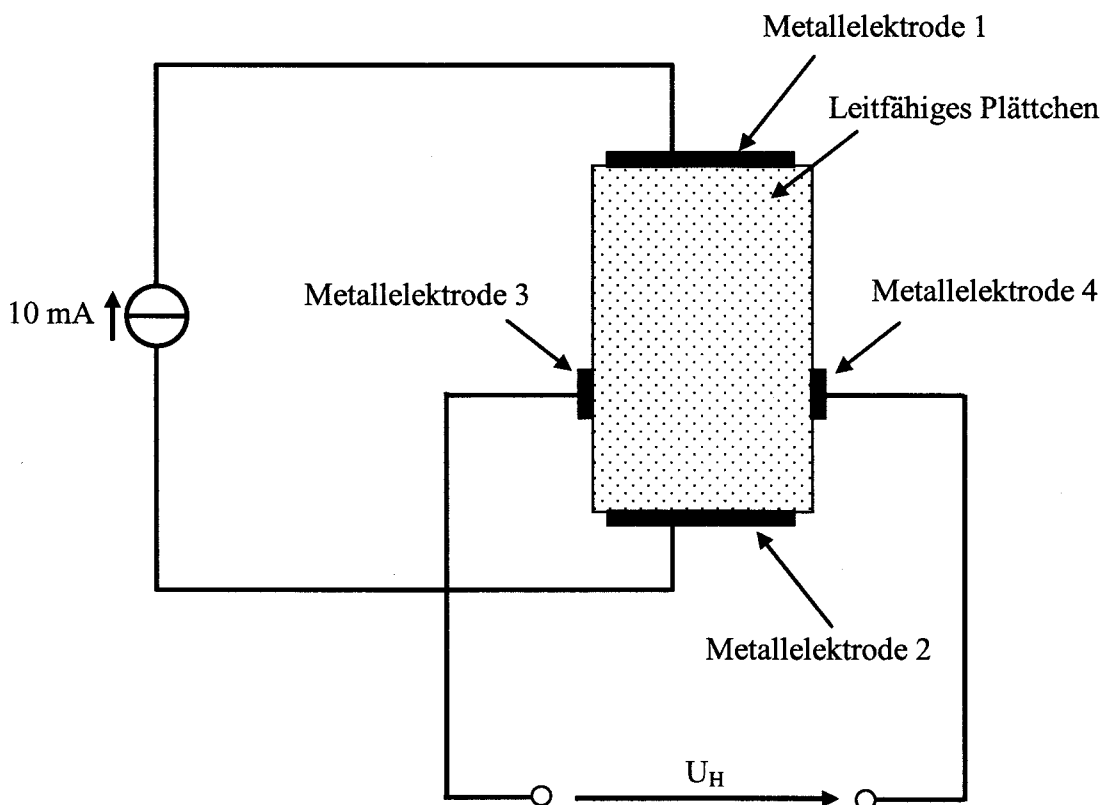 Metallelektrode 1
Leitfähiges Plättchen
Metallelektrode 3
Metallelektrode 4
10 mA
Metallelektrode 2
U_H